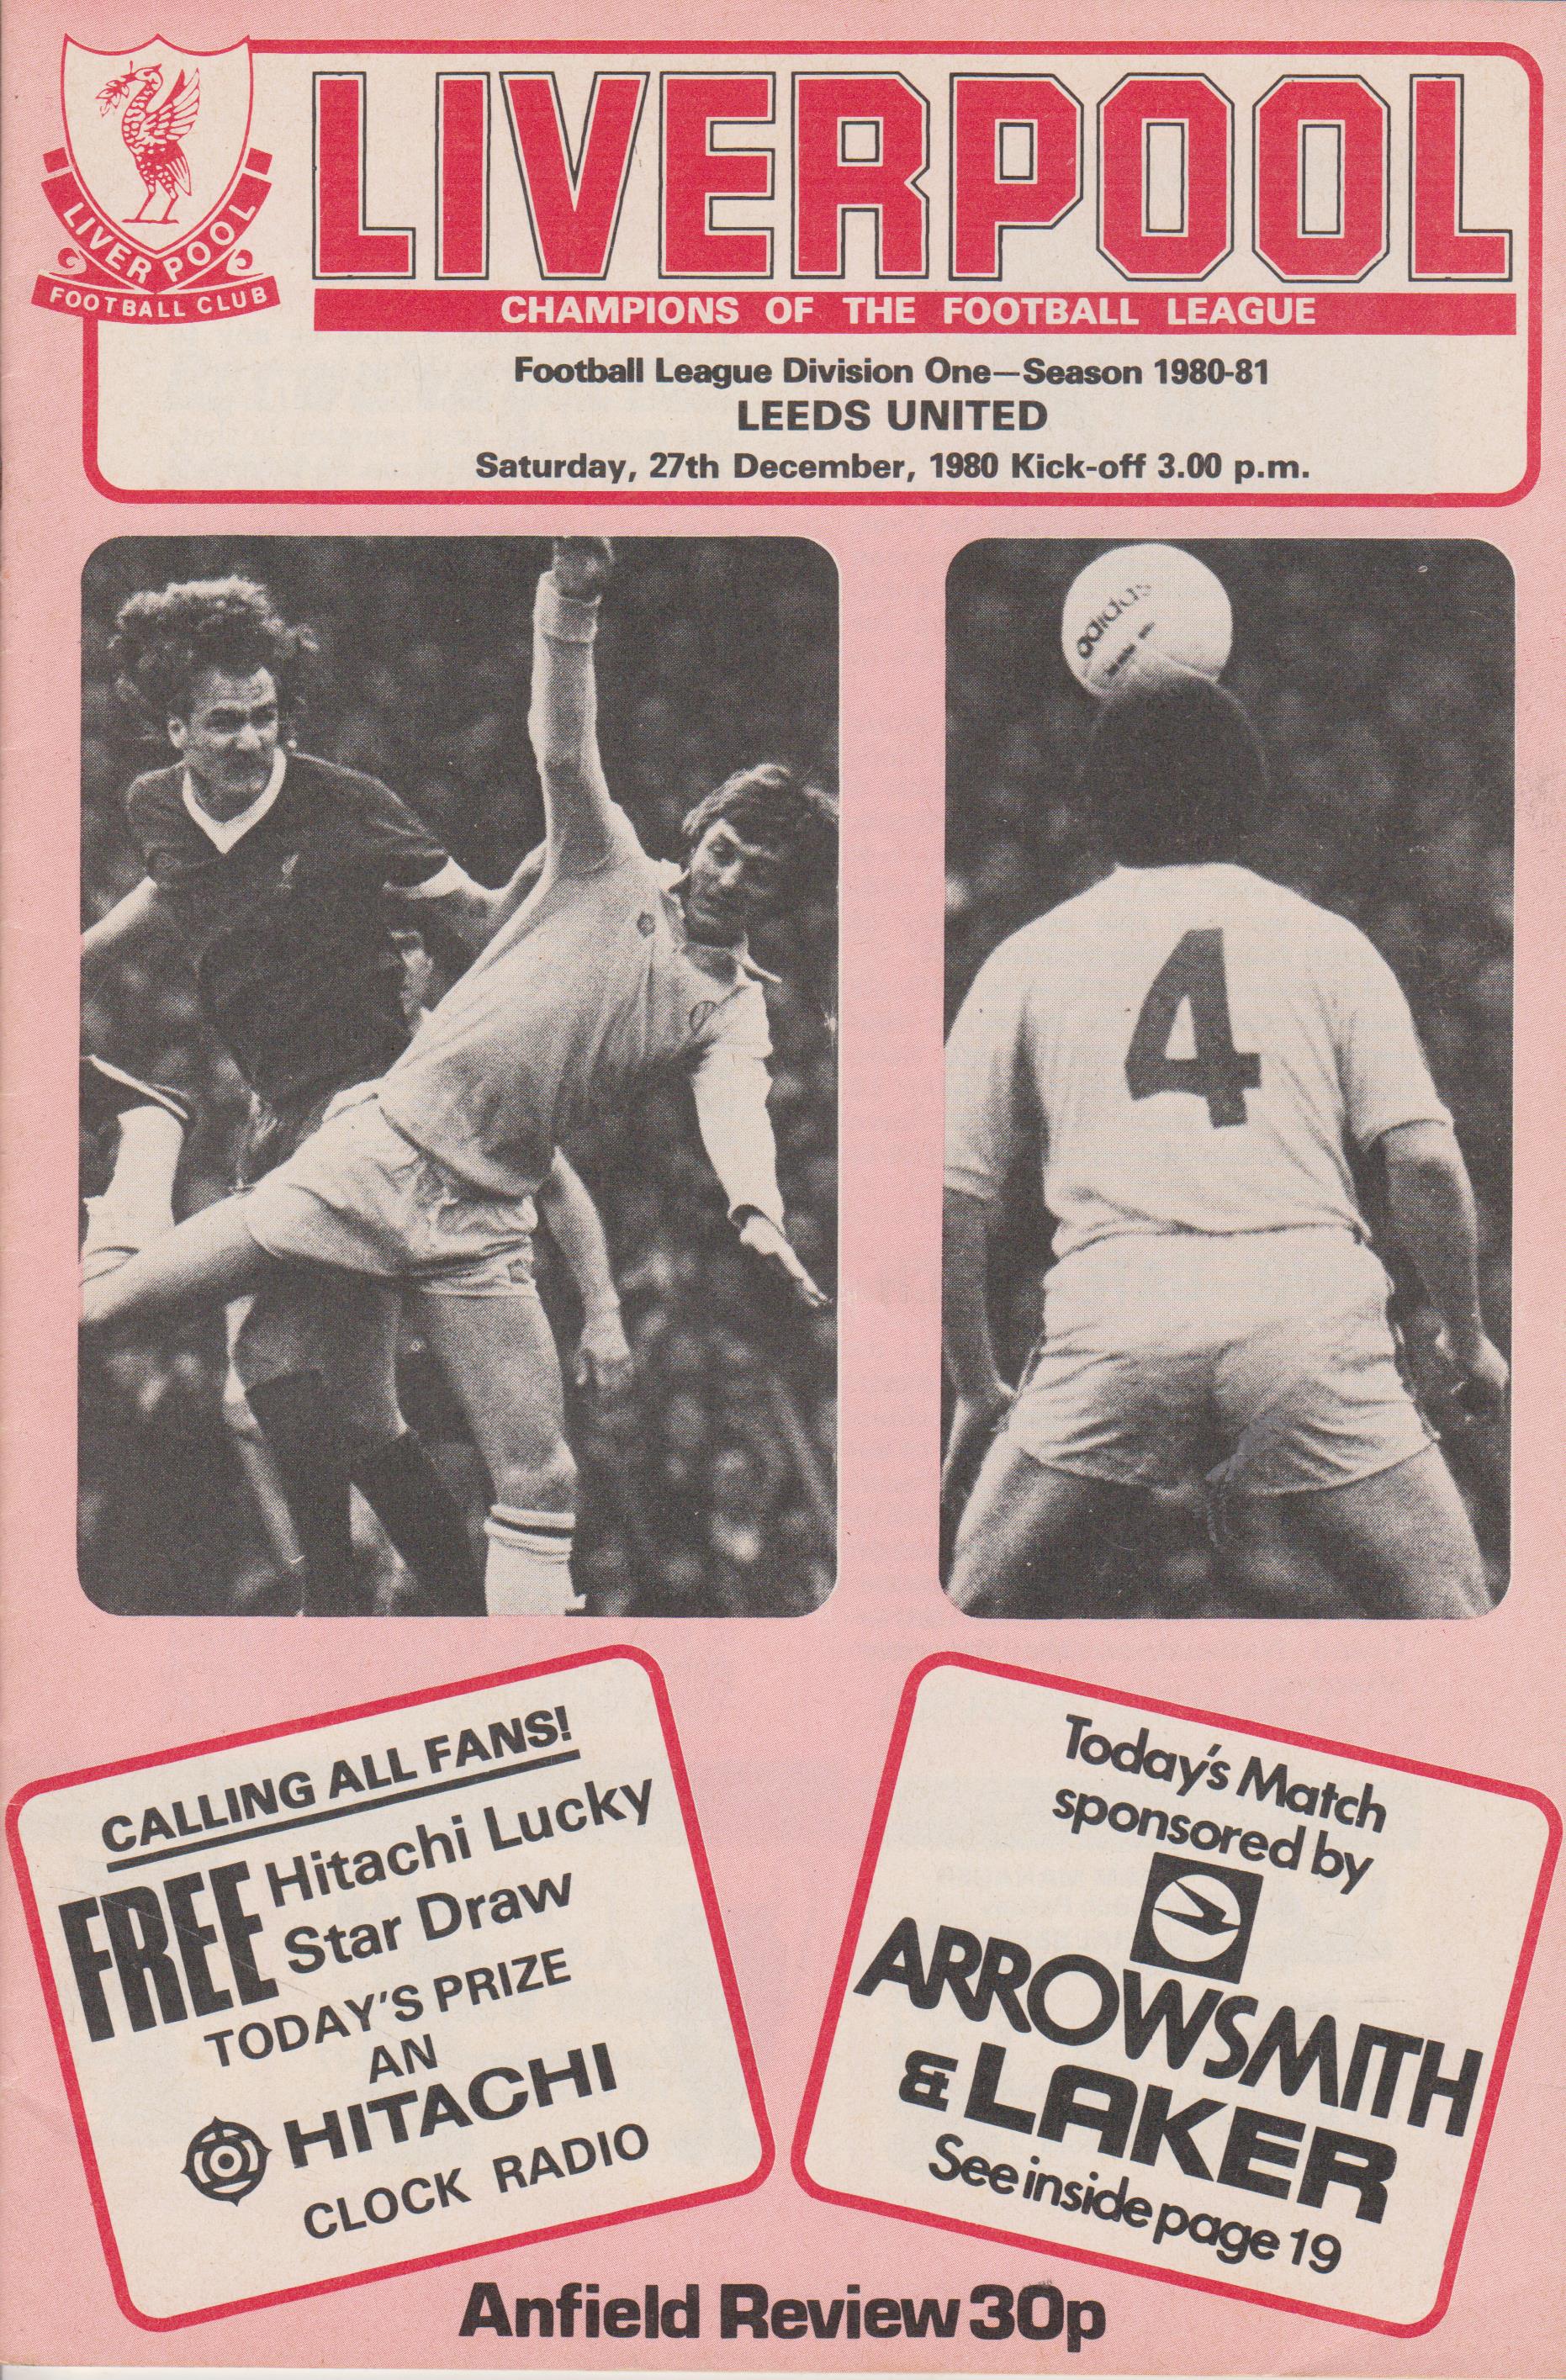 LIVERPOOL
FOOTBALL CLUB
LIVERPOOL
CHAMPIONS OF THE FOOTBALL LEAGUE
Football League Division One—Season 1980-81
LEEDS UNITED
Saturday, 27th December, 1980 Kick-off 3.00 p.m.
adidas
4
CALLING ALL FANS!
FREE Hitachi Lucky
Star Draw
TODAY'S PRIZE
AN
HITACHI
CLOCK RADIO
Today's Match
sponsored by
ARROWSMITH
& LAKER
See inside page 19
Anfield Review 30p